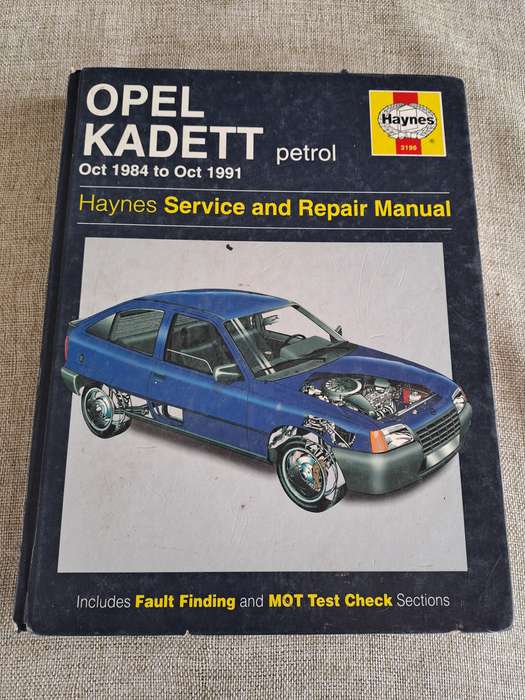 OPEL
KADETT petrol
Oct 1984 to Oct 1991
Haynes
3196
®
Haynes Service and Repair Manual
Includes Fault Finding and MOT Test Check Sections